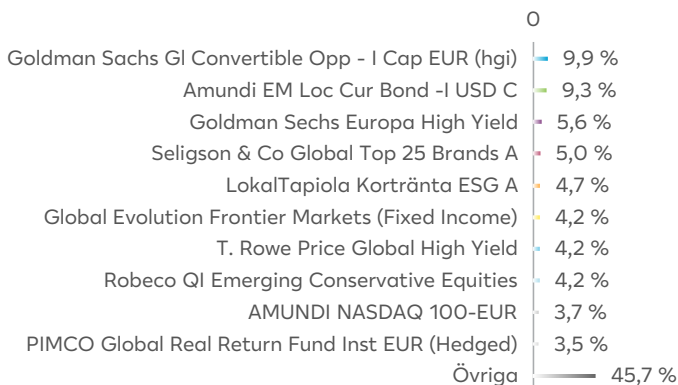 0
Goldman Sachs Gl Convertible Opp - I Cap EUR (hgi) 9,9 %
Amundi EM Loc Cur Bond -I USD C 9,3 %
Goldman Sechs Europa High Yield 5,6 %
Seligson & Co Global Top 25 Brands A 5,0 %
LokalTapiola Kortränta ESG A 4,7 %
Global Evolution Frontier Markets (Fixed Income) 4,2 %
T. Rowe Price Global High Yield 4,2 %
Robeco QI Emerging Conservative Equities 4,2 %
AMUNDI NASDAQ 100-EUR 3,7 %
PIMCO Global Real Return Fund Inst EUR (Hedged) 3,5 %
Övriga 45,7 %